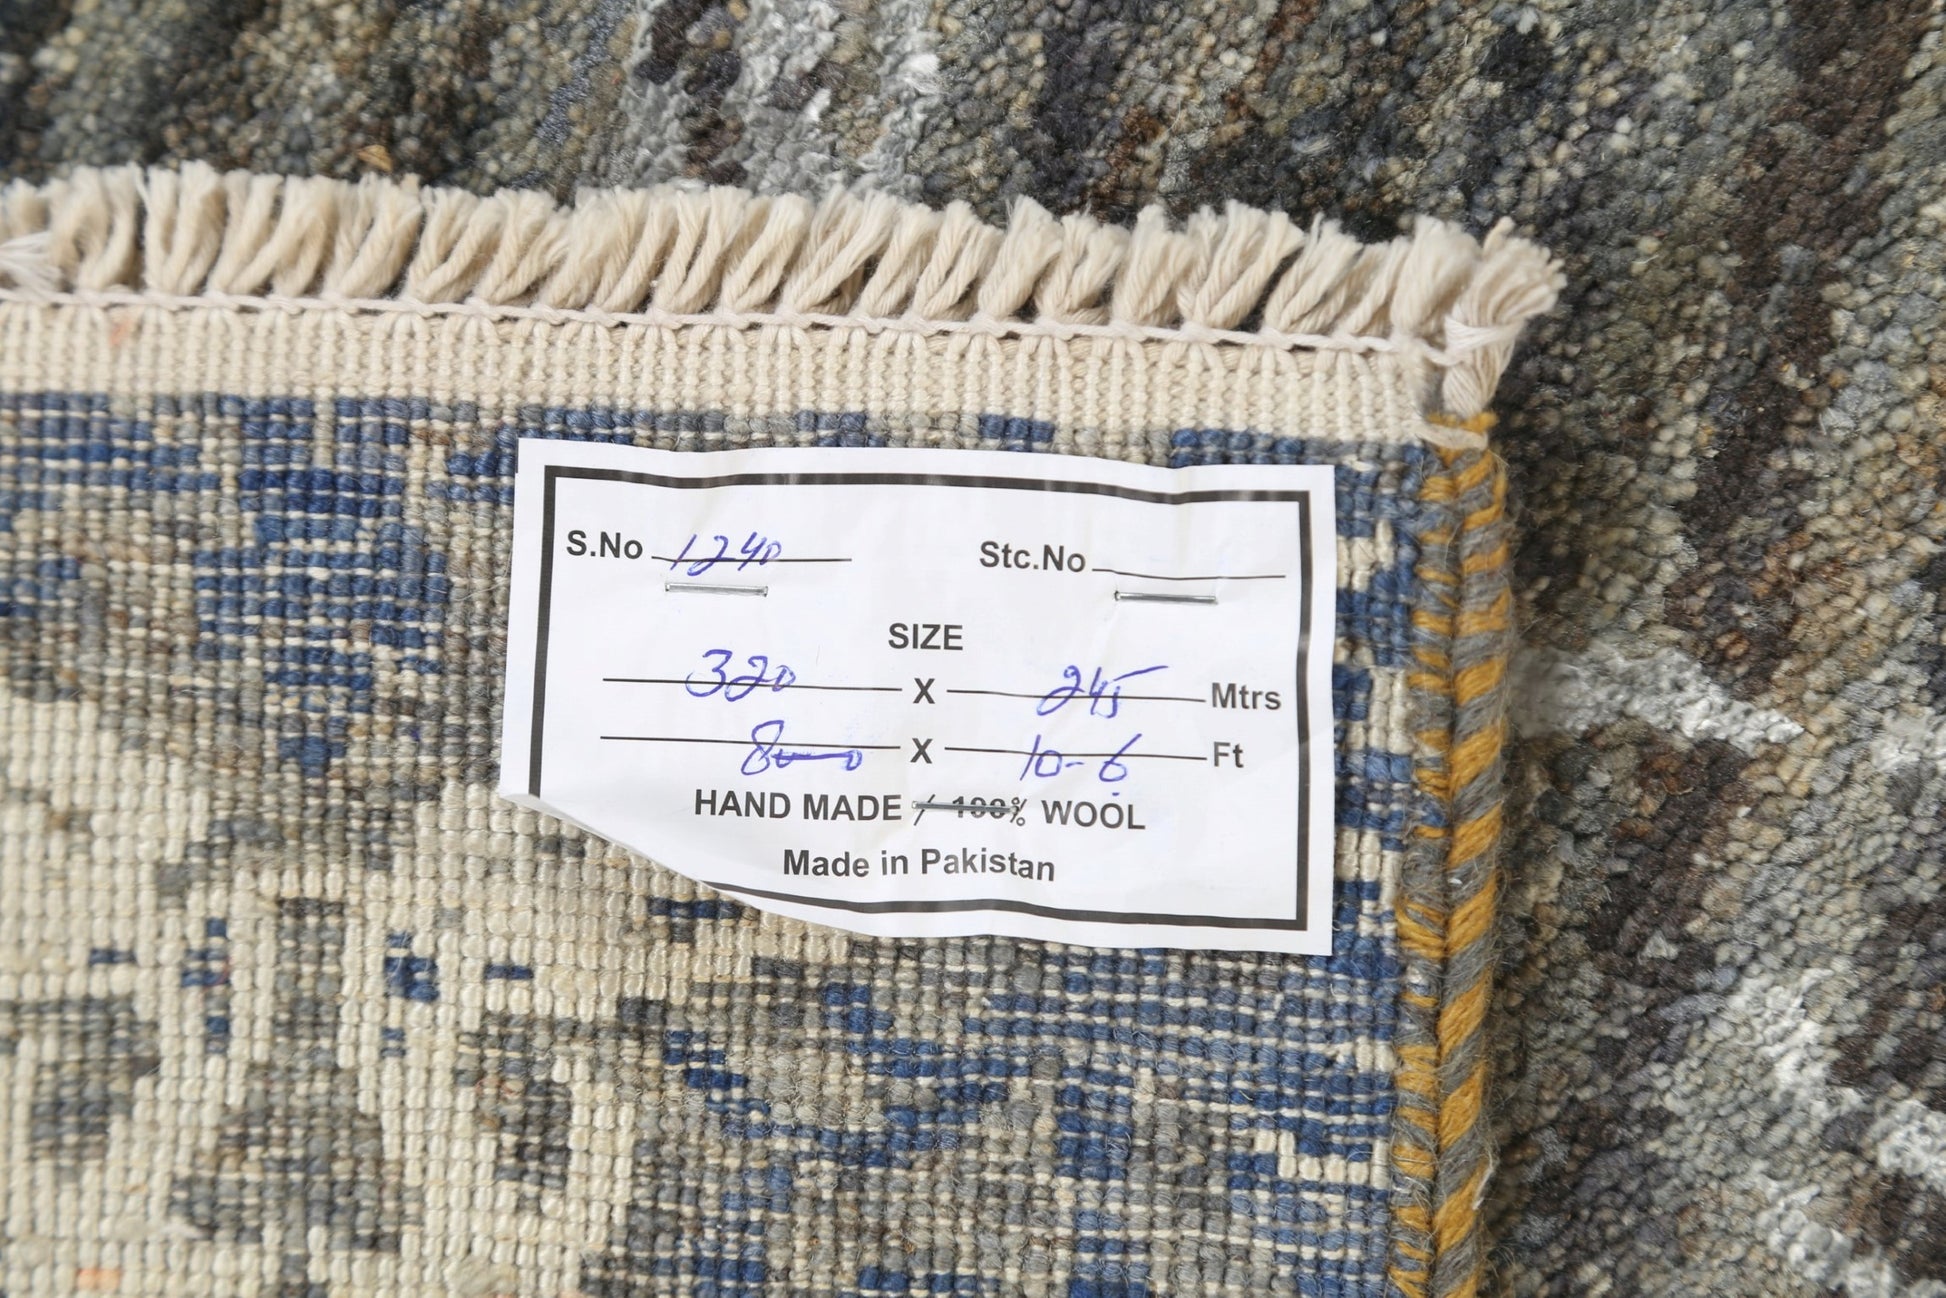 S.No 1240 Stc.No
SIZE
320 X 245 Mtrs
8-0 X 10-6 Ft
HAND MADE / 100% WOOL
Made in Pakistan